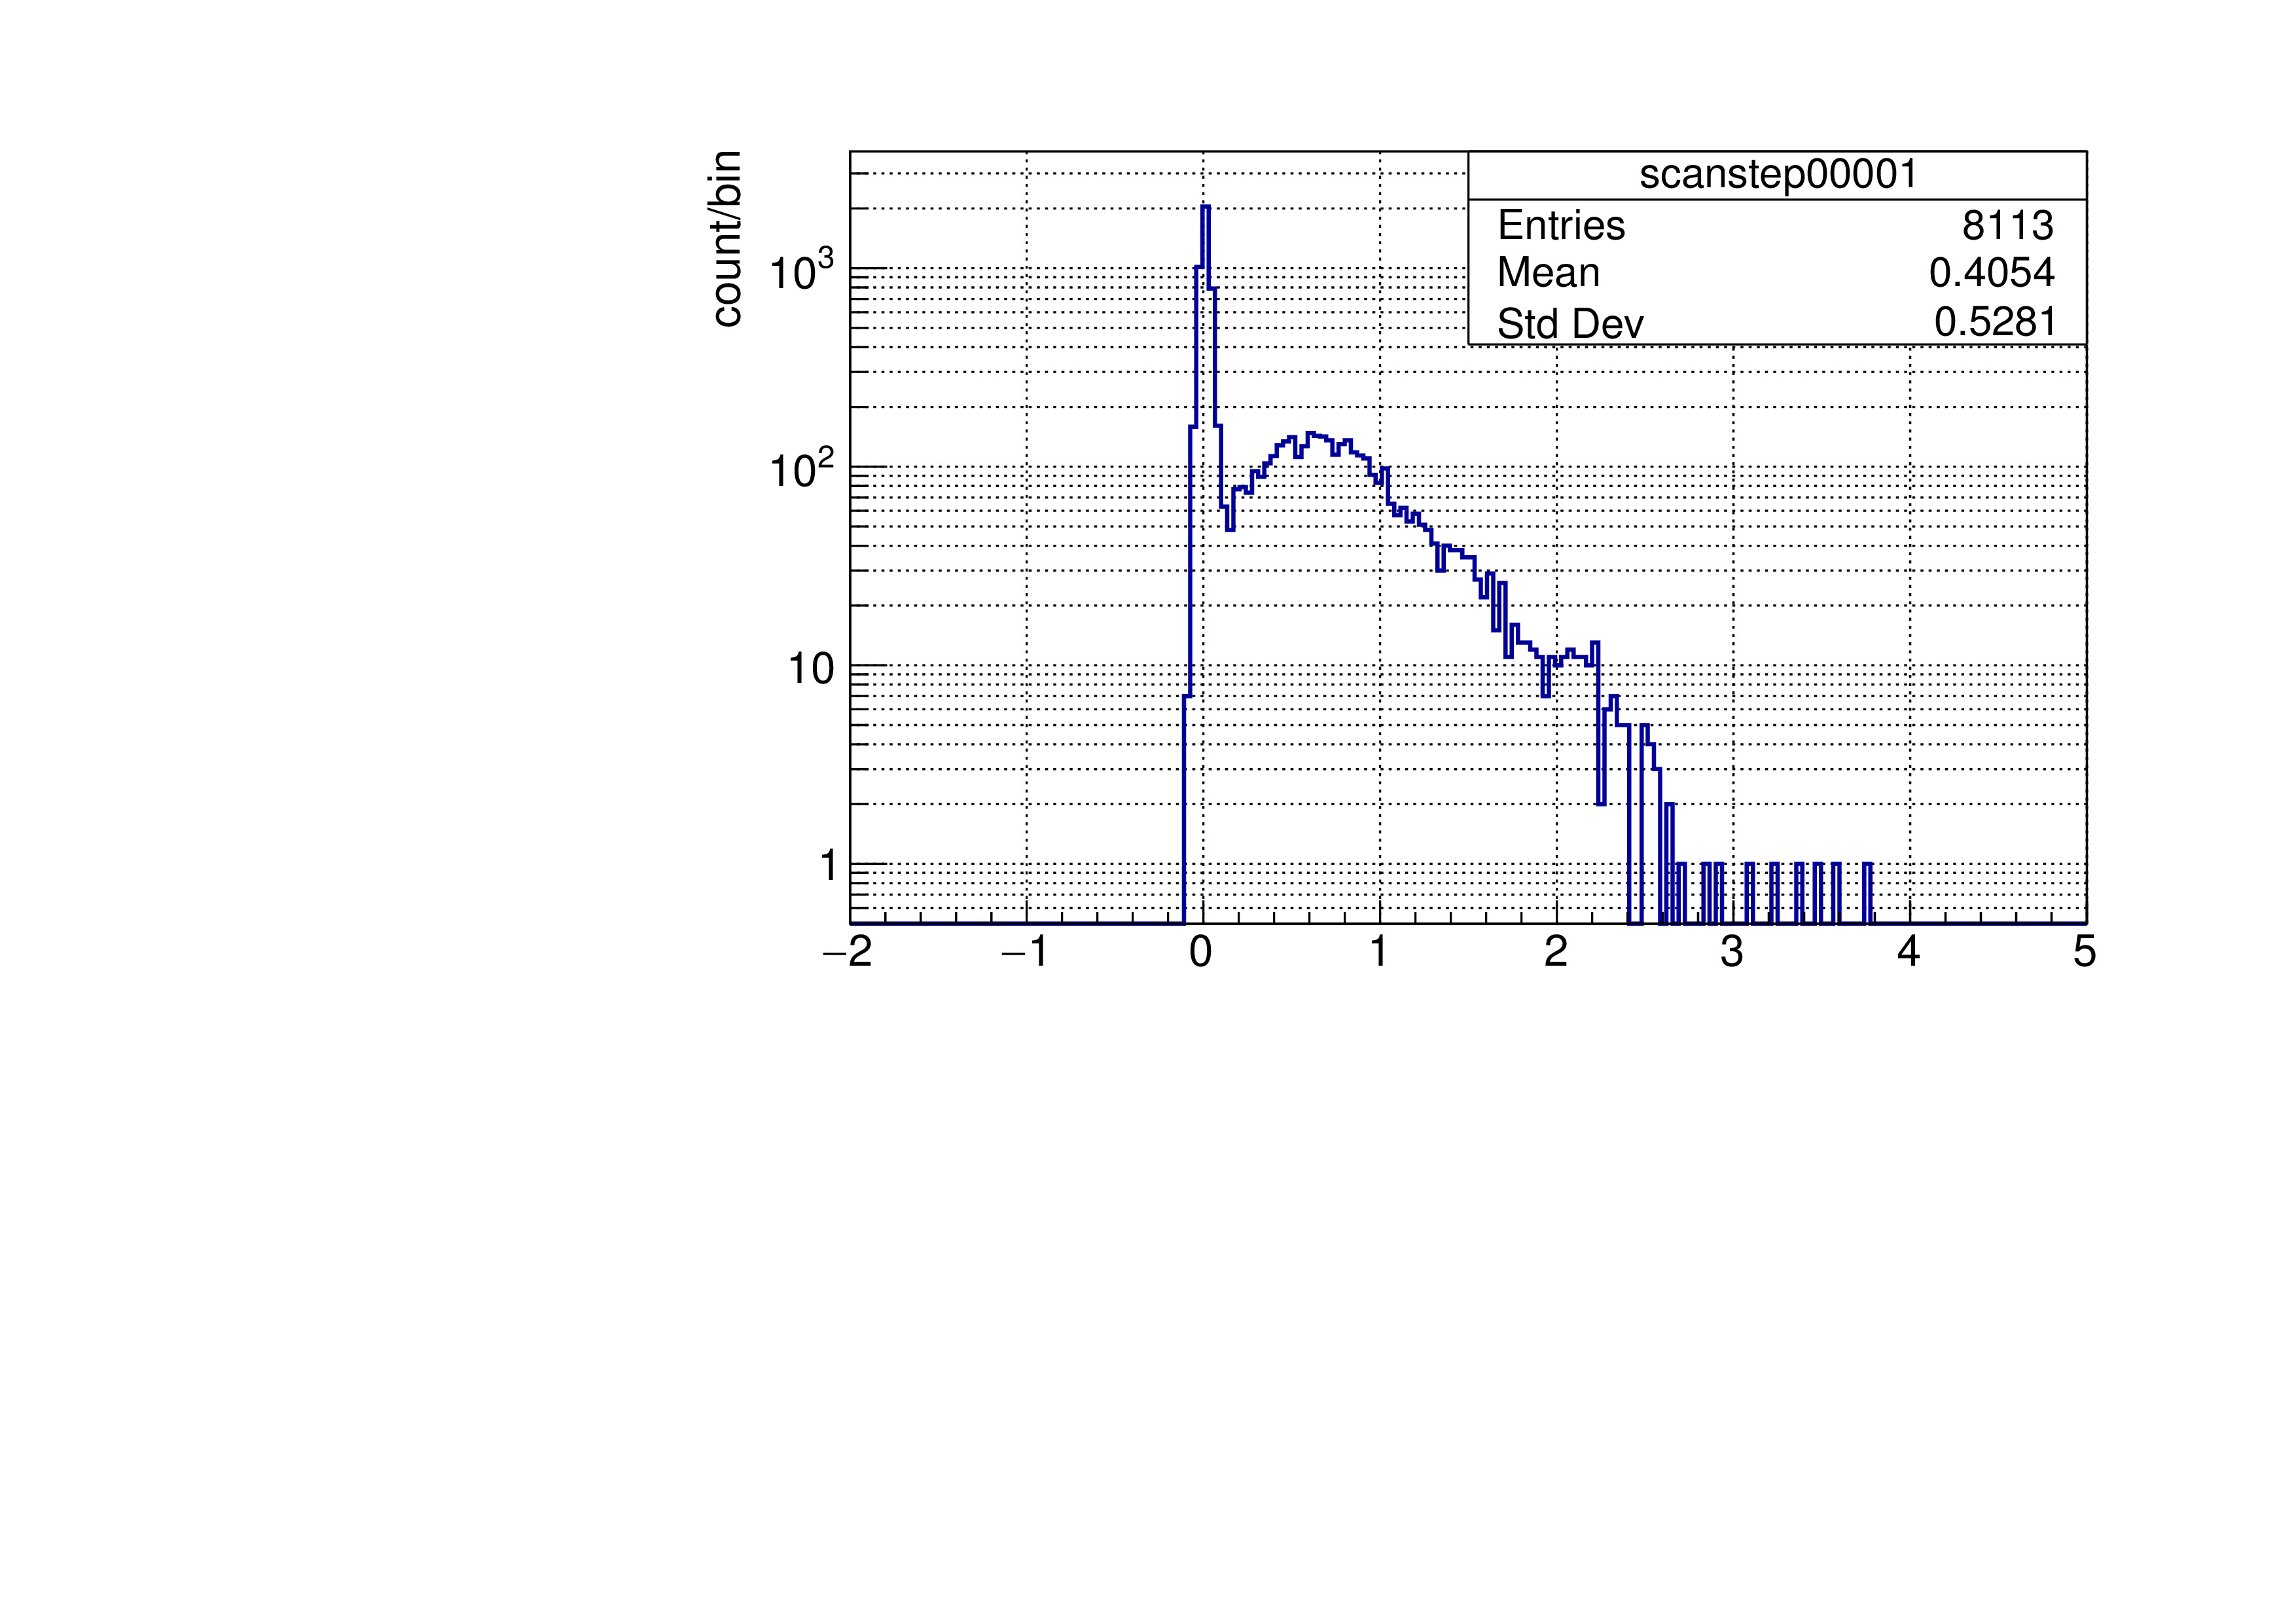 count/bin
scanstep00001
Entries 8113
Mean 0.4054
Std Dev 0.5281
10³
10²
10
1
−2 −1 0 1 2 3 4 5